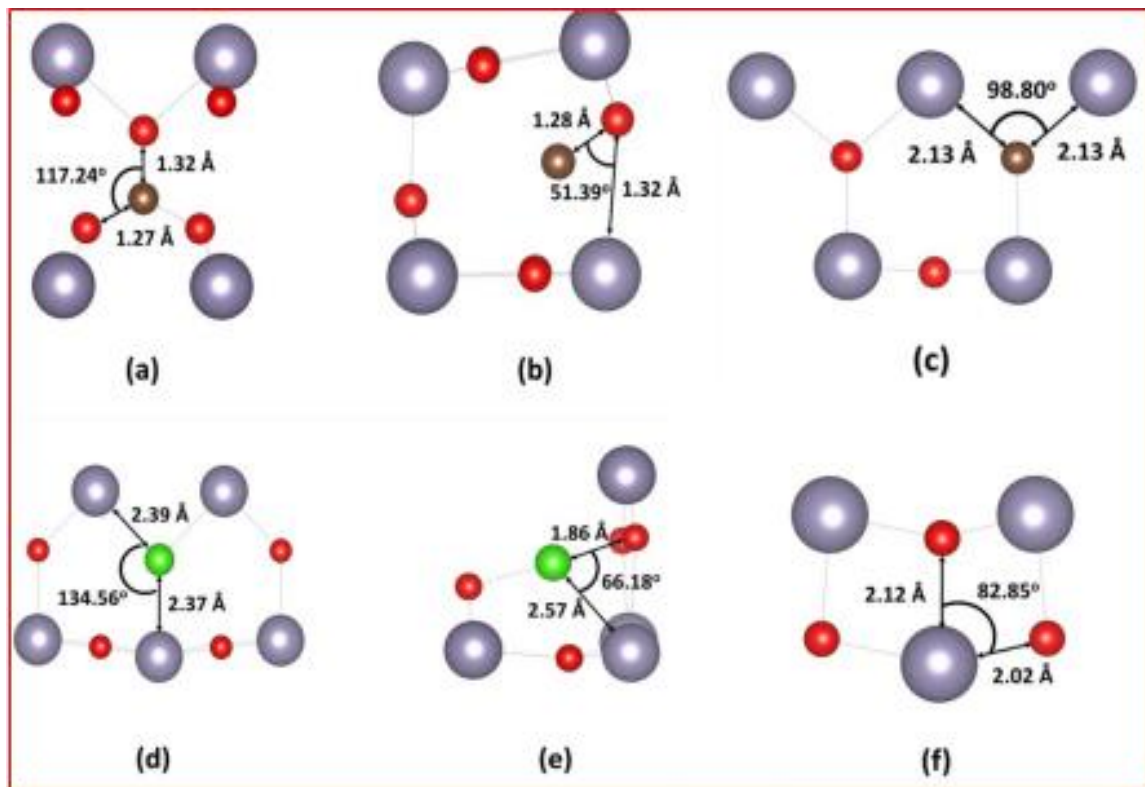 117.24°
1.32 Å
1.27 Å
(a)
1.28 Å
51.39°
1.32 Å
(b)
98.80°
2.13 Å
2.13 Å
(c)
2.39 Å
134.56°
2.37 Å
(d)
1.86 Å
66.18°
2.57 Å
(e)
2.12 Å
82.85°
2.02 Å
(f)